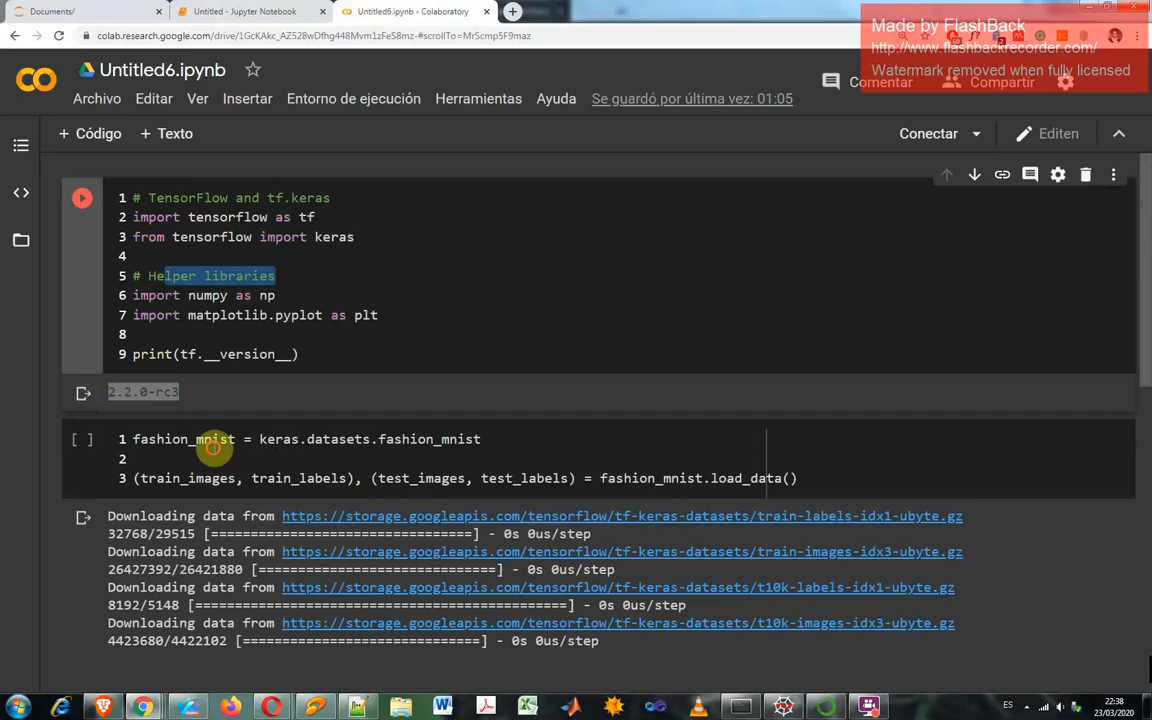 Documents/
Untitled - Jupyter Notebook
Untitled6.ipynb - Colaboratory
colab.research.google.com/drive/1GcKAkc_AZ528wDfhg448Mvm1zFeS8mz-#scrollTo=MrScmp5F9maz
Made by FlashBack
http://www.flashbackrecorder.com/
Watermark removed when fully licensed
Untitled6.ipynb
Comentar
Compartir
Archivo Editar Ver Insertar Entorno de ejecución Herramientas Ayuda Se guardó por última vez: 01:05
+ Código + Texto
Conectar
Editen
1 # TensorFlow and tf.keras
2 import tensorflow as tf
3 from tensorflow import keras
4
5 # Helper libraries
6 import numpy as np
7 import matplotlib.pyplot as plt
8
9 print(tf.__version__)
2.2.0-rc3
[ ] 1 fashion_mnist = keras.datasets.fashion_mnist
2
3 (train_images, train_labels), (test_images, test_labels) = fashion_mnist.load_data()
Downloading data from https://storage.googleapis.com/tensorflow/tf-keras-datasets/train-labels-idx1-ubyte.gz
32768/29515 [=================================] - 0s 0us/step
Downloading data from https://storage.googleapis.com/tensorflow/tf-keras-datasets/train-images-idx3-ubyte.gz
26427392/26421880 [==============================] - 0s 0us/step
Downloading data from https://storage.googleapis.com/tensorflow/tf-keras-datasets/t10k-labels-idx1-ubyte.gz
8192/5148 [===============================================] - 0s 0us/step
Downloading data from https://storage.googleapis.com/tensorflow/tf-keras-datasets/t10k-images-idx3-ubyte.gz
4423680/4422102 [==============================] - 0s 0us/step
ES
22:38
23/03/2020